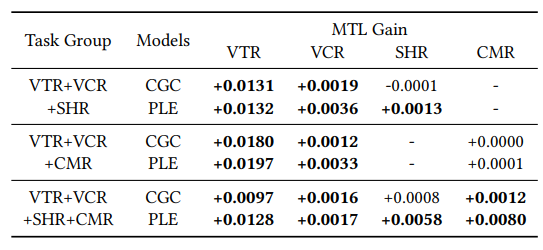 Task Group Models MTL Gain
VTR VCR SHR CMR
VTR+VCR CGC +0.0131 +0.0019 -0.0001 -
+SHR PLE +0.0132 +0.0036 +0.0013 -
VTR+VCR CGC +0.0180 +0.0012 - +0.0000
+CMR PLE +0.0197 +0.0033 - +0.0001
VTR+VCR CGC +0.0097 +0.0016 +0.0008 +0.0012
+SHR+CMR PLE +0.0128 +0.0017 +0.0058 +0.0080